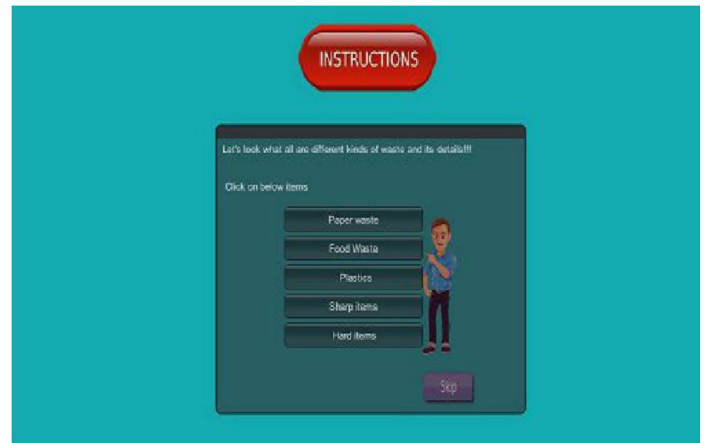 INSTRUCTIONS
Let's look what all are different kinds of waste and its details!!!
Click on below items
Paper waste
Food Waste
Plastics
Sharp items
Hard items
Skip